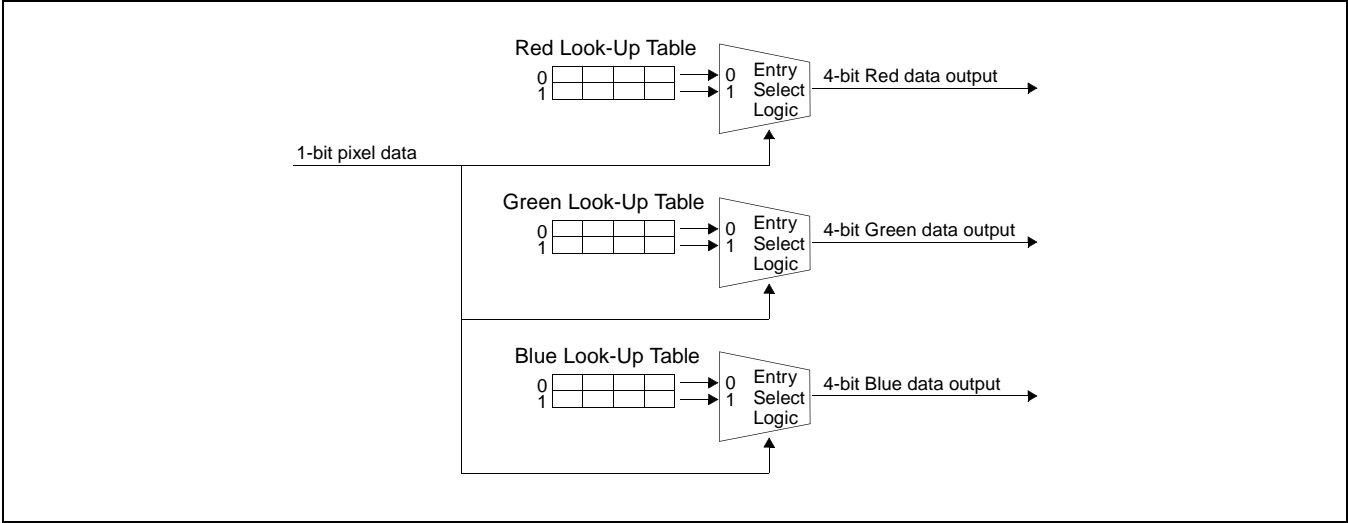 Red Look-Up Table
0
1
0 Entry
1 Select
Logic
4-bit Red data output
1-bit pixel data
Green Look-Up Table
0
1
0 Entry
1 Select
Logic
4-bit Green data output
Blue Look-Up Table
0
1
0 Entry
1 Select
Logic
4-bit Blue data output